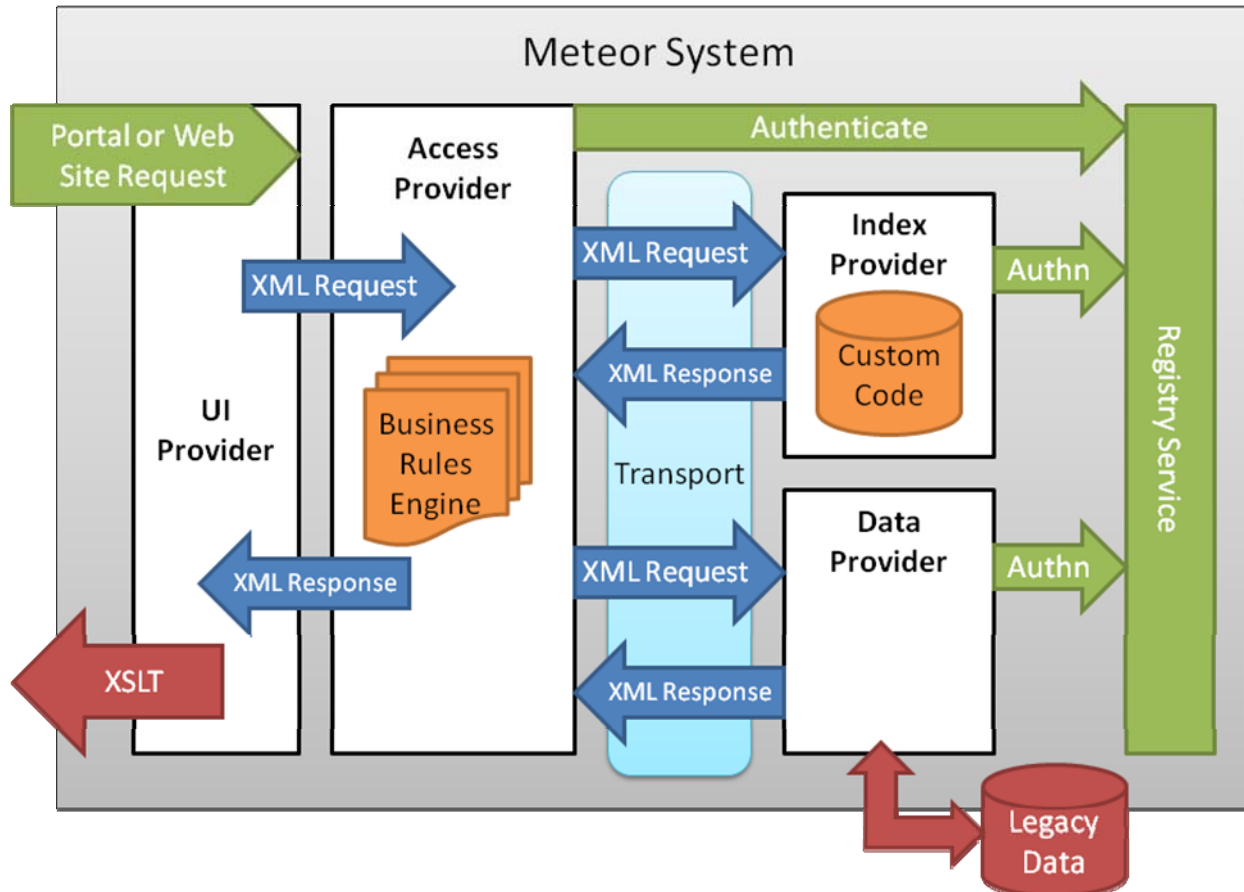 Meteor System
Portal or Web
Site Request
Access
Provider
Authenticate
XML Request
XML Request
Index
Provider
Authn
Custom
Code
XML Response
UI
Provider
Business
Rules
Engine
Transport
Registry Service
XML Response
XML Request
Data
Provider
Authn
XSLT
XML Response
Legacy
Data